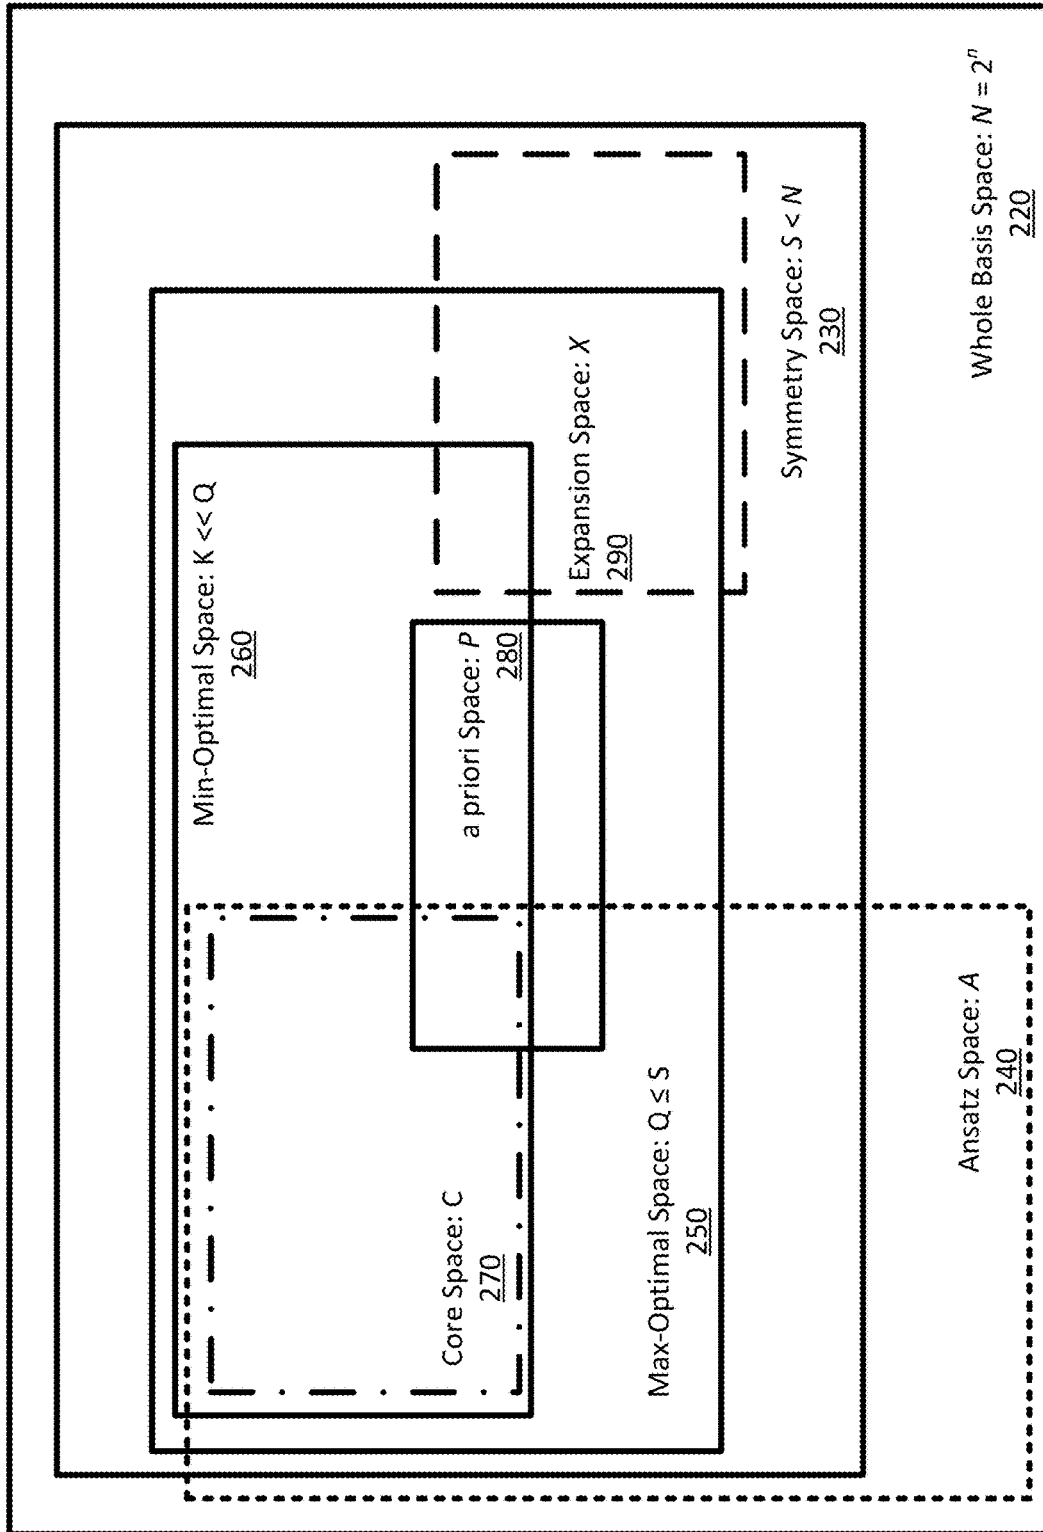 Min-Optimal Space: K << Q
260
Core Space: C
270
a priori Space: P
280
Expansion Space: X
290
Max-Optimal Space: Q ≤ S
250
Symmetry Space: S < N
230
Ansatz Space: A
240
Whole Basis Space: N = 2ⁿ
220